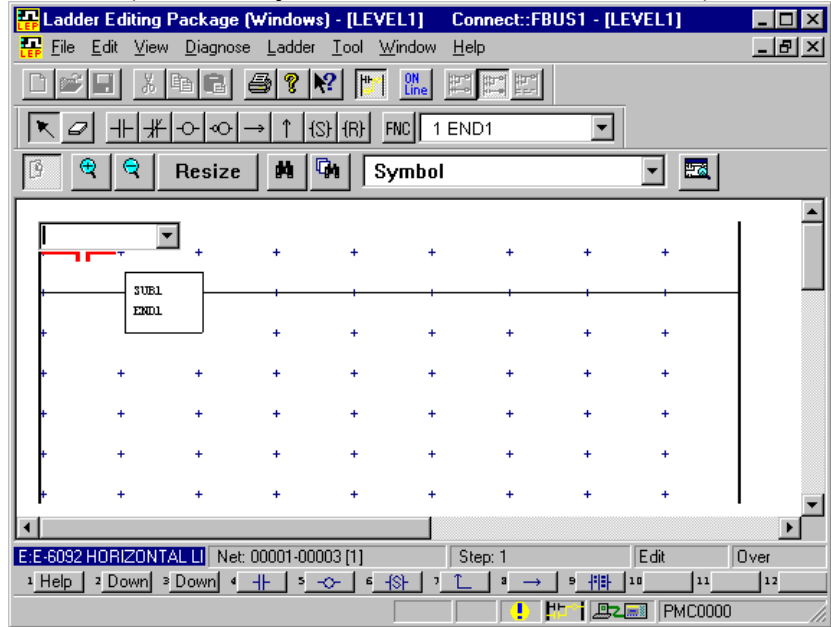 Ladder Editing Package (Windows) - [LEVEL1] Connect::FBUS1 - [LEVEL1]
File Edit View Diagnose Ladder Tool Window Help
ON
Line
(S) (R) FNC 1 END1
Resize Symbol
SUB1
END1
E:E-6092 HORIZONTAL LI Net: 00001-00003 [1] Step: 1 Edit Over
1 Help 2 Down 3 Down 4 5 6 (S) 7 8 9 10 11 12
PMC0000